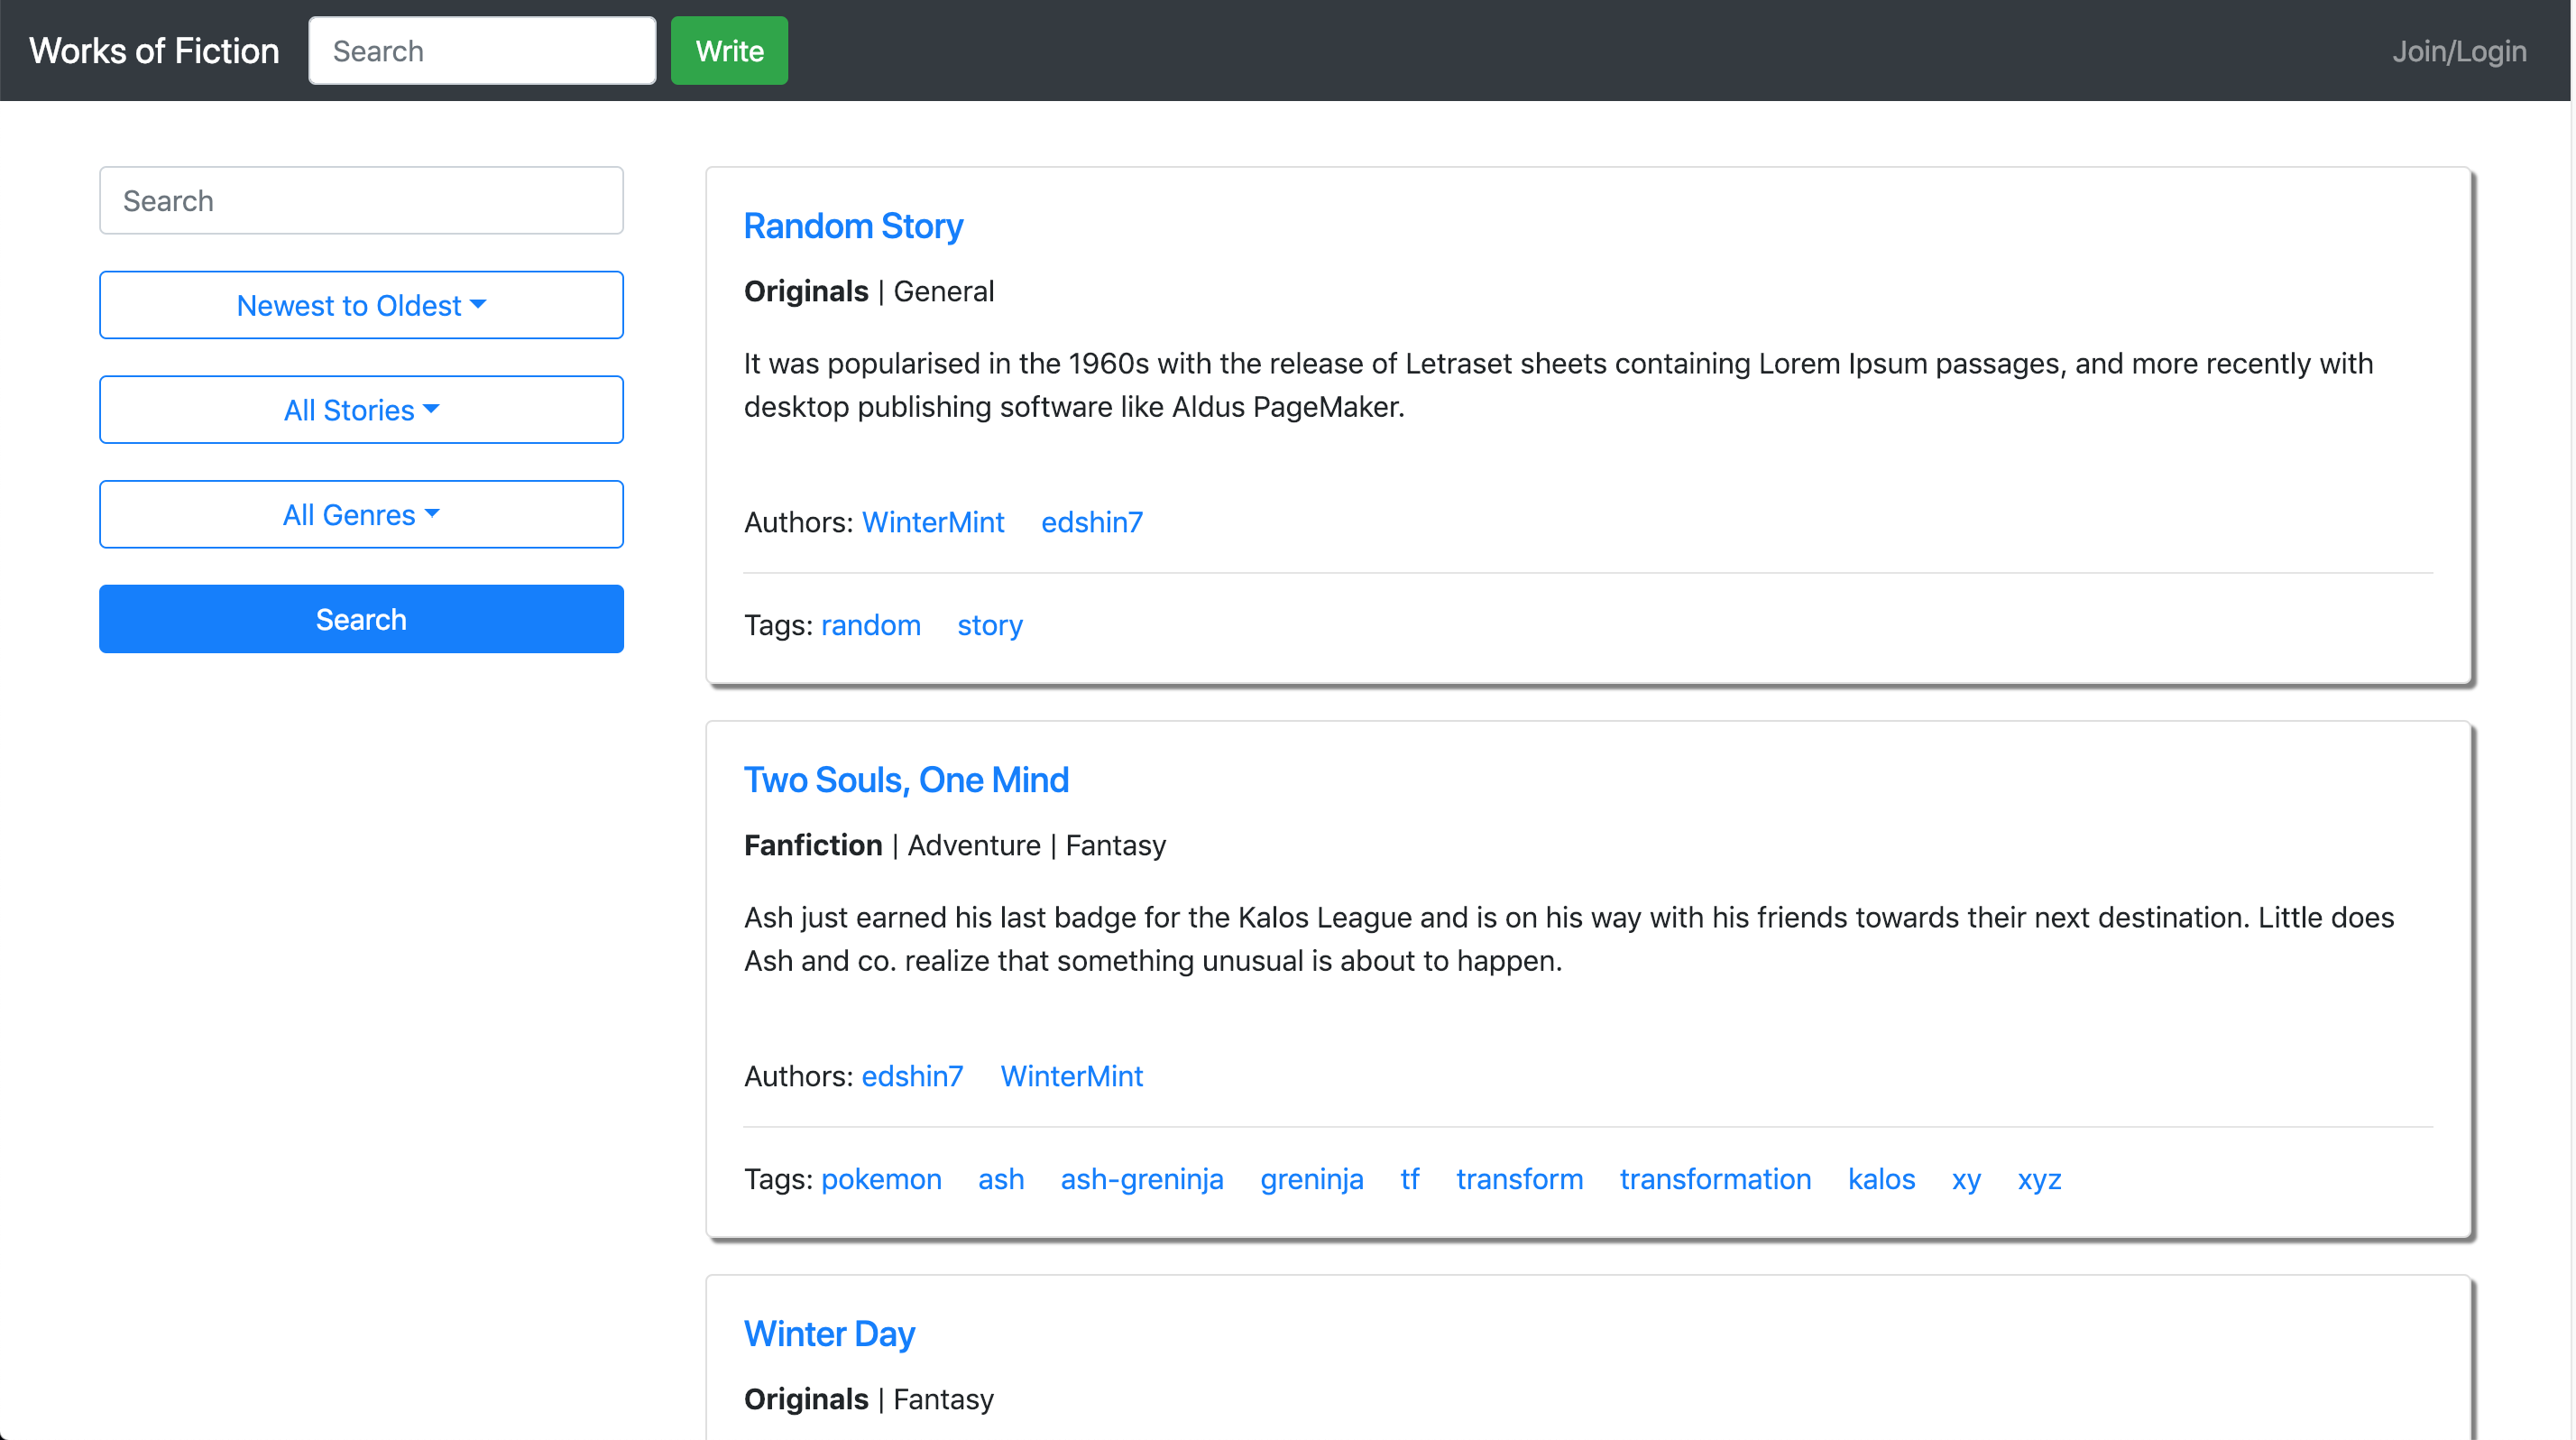 Works of Fiction Search Write Join/Login
Search
Newest to Oldest
All Stories
All Genres
Search
Random Story
Originals | General
It was popularised in the 1960s with the release of Letraset sheets containing Lorem Ipsum passages, and more recently with
desktop publishing software like Aldus PageMaker.
Authors: WinterMint edshin7
Tags: random story
Two Souls, One Mind
Fanfiction | Adventure | Fantasy
Ash just earned his last badge for the Kalos League and is on his way with his friends towards their next destination. Little does
Ash and co. realize that something unusual is about to happen.
Authors: edshin7 WinterMint
Tags: pokemon ash ash-greninja greninja tf transform transformation kalos xy xyz
Winter Day
Originals | Fantasy